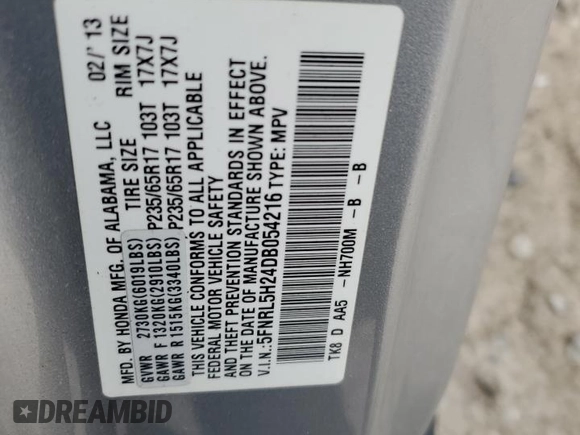 MFD. BY HONDA MFG. OF ALABAMA, LLC 02/'13
TIRE SIZE RIM SIZE
GVWR 2730KG(6019LBS)
GAWR F 1320KG(2910LBS) P235/65R17 103T 17X7J
GAWR R 1515KG(3340LBS) P235/65R17 103T 17X7J
THIS VEHICLE CONFORMS TO ALL APPLICABLE
FEDERAL MOTOR VEHICLE SAFETY
AND THEFT PREVENTION STANDARDS IN EFFECT
ON THE DATE OF MANUFACTURE SHOWN ABOVE.
V.I.N.:5FNRL5H24DB054216 TYPE: MPV
TK8 D AA5 -NH700M -B -B
DREAMBID